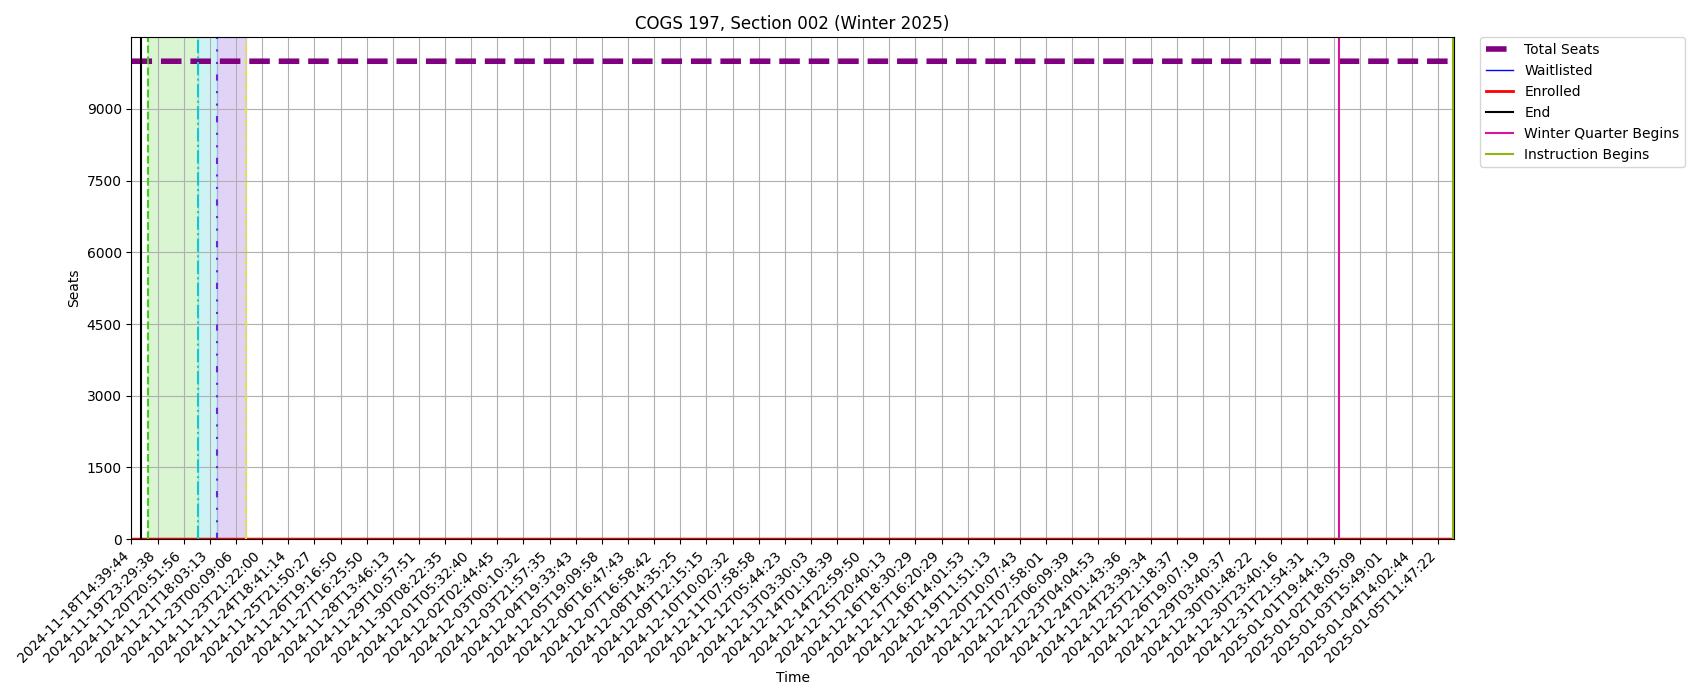 COGS 197, Section 002 (Winter 2025)
Total Seats
Waitlisted
Enrolled
End
Winter Quarter Begins
Instruction Begins
Seats
9000
7500
6000
4500
3000
1500
0
2024-11-18T14:39:44
2024-11-19T23:29:38
2024-11-20T20:51:56
2024-11-21T18:03:13
2024-11-23T00:09:06
2024-11-23T21:22:00
2024-11-24T18:41:14
2024-11-25T21:50:27
2024-11-26T19:16:50
2024-11-27T16:25:50
2024-11-28T13:46:13
2024-11-29T10:57:51
2024-11-30T08:22:35
2024-12-01T05:32:40
2024-12-02T02:44:45
2024-12-03T00:10:32
2024-12-03T21:57:35
2024-12-04T19:33:43
2024-12-05T19:09:58
2024-12-06T16:47:43
2024-12-07T16:58:42
2024-12-08T14:35:25
2024-12-09T12:15:15
2024-12-10T10:02:32
2024-12-11T07:58:58
2024-12-12T05:44:23
2024-12-13T03:30:03
2024-12-14T01:18:39
2024-12-14T22:59:50
2024-12-15T20:40:13
2024-12-16T18:30:29
2024-12-17T16:20:29
2024-12-18T14:01:53
2024-12-19T11:51:13
2024-12-20T10:07:43
2024-12-21T07:58:01
2024-12-22T06:09:39
2024-12-23T04:04:53
2024-12-24T01:43:36
2024-12-24T23:39:34
2024-12-25T21:18:37
2024-12-26T19:07:19
2024-12-29T03:40:37
2024-12-30T01:48:22
2024-12-30T23:40:16
2024-12-31T21:54:31
2025-01-01T19:44:13
2025-01-02T18:05:09
2025-01-03T15:49:01
2025-01-04T14:02:44
2025-01-05T11:47:22
Time